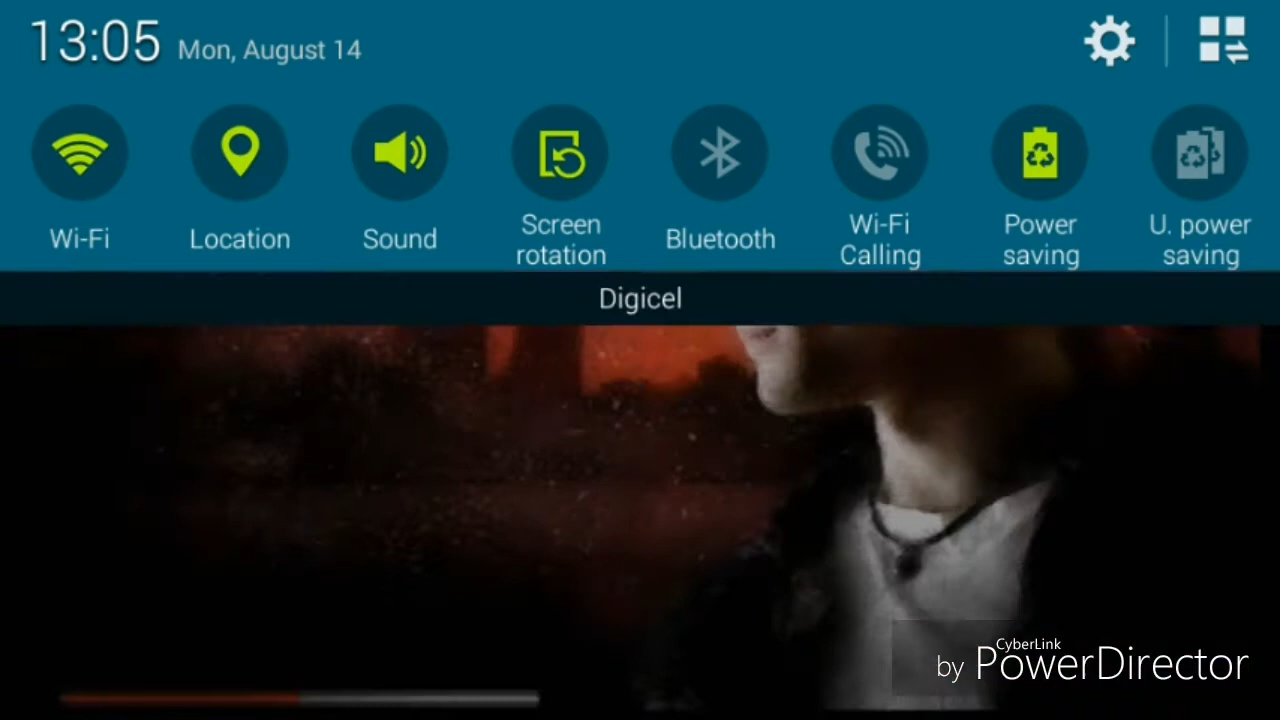 13:05 Mon, August 14
Wi-Fi
Location
Sound
Screen
rotation
Bluetooth
Wi-Fi
Calling
Power
saving
U. power
saving
Digicel
CyberLink
by PowerDirector